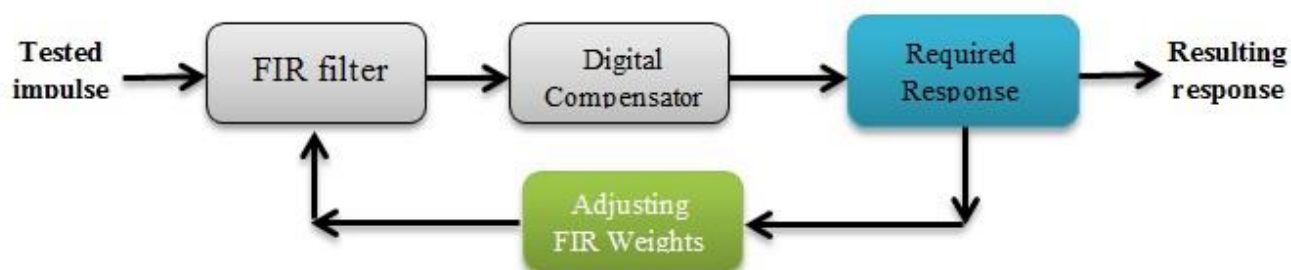 Tested
impulse
FIR filter
Digital
Compensator
Required
Response
Resulting
response
Adjusting
FIR Weights